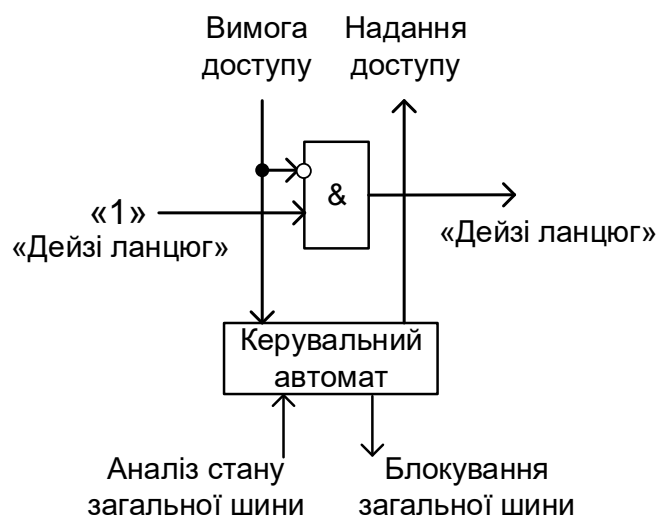 Вимога
доступу
Надання
доступу
&
«1»
«Дейзі ланцюг»
«Дейзі ланцюг»
Керувальний
автомат
Аналіз стану
загальної шини
Блокування
загальної шини